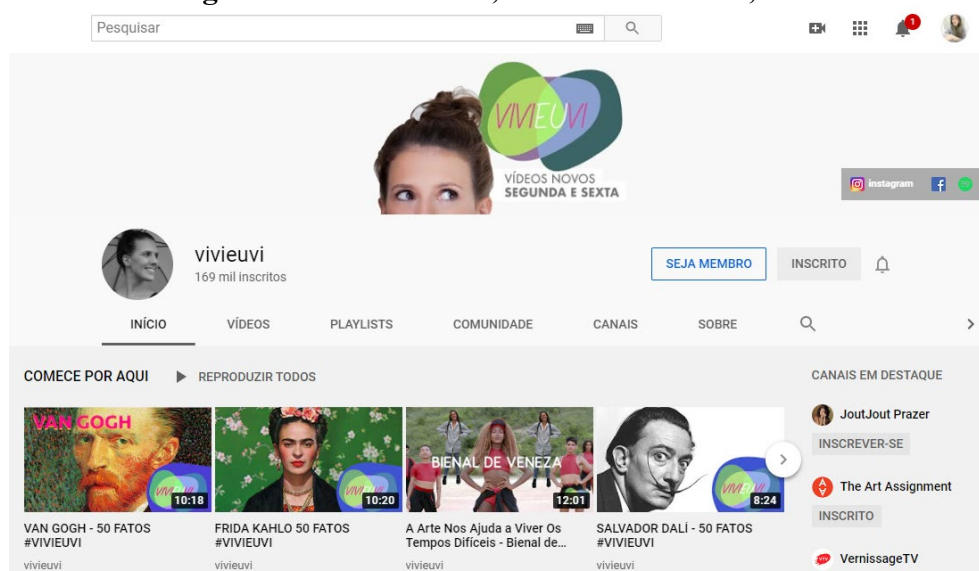 Pesquisar
1
VIVIEUVI
VÍDEOS NOVOS
SEGUNDA E SEXTA
instagram
vivieuvi
169 mil inscritos
SEJA MEMBRO
INSCRITO
INÍCIO
VÍDEOS
PLAYLISTS
COMUNIDADE
CANAIS
SOBRE
COMECE POR AQUI
REPRODUZIR TODOS
CANAIS EM DESTAQUE
VAN GOGH
10:18
10:20
BIENAL DE VENEZA
12:01
8:24
VAN GOGH - 50 FATOS
#VIVIEUVI
vivieuvi
FRIDA KAHLO 50 FATOS
#VIVIEUVI
vivieuvi
A Arte Nos Ajuda a Viver Os
Tempos Difíceis - Bienal de...
vivieuvi
SALVADOR DALÍ - 50 FATOS
#VIVIEUVI
vivieuvi
JoutJout Prazer
INSCREVER-SE
The Art Assignment
INSCRITO
VernissageTV